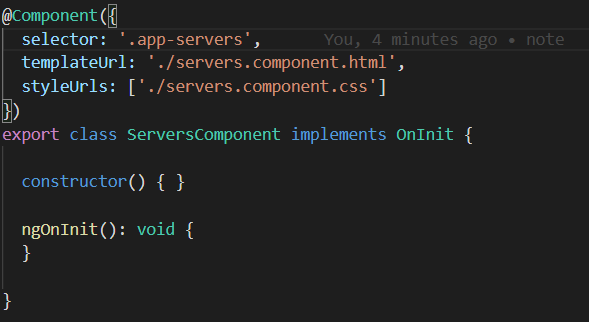 @Component({
  selector: '.app-servers',      You, 4 minutes ago • note
  templateUrl: './servers.component.html',
  styleUrls: ['./servers.component.css']
})
export class ServersComponent implements OnInit {
  constructor() { }
  ngOnInit(): void {
  }
}